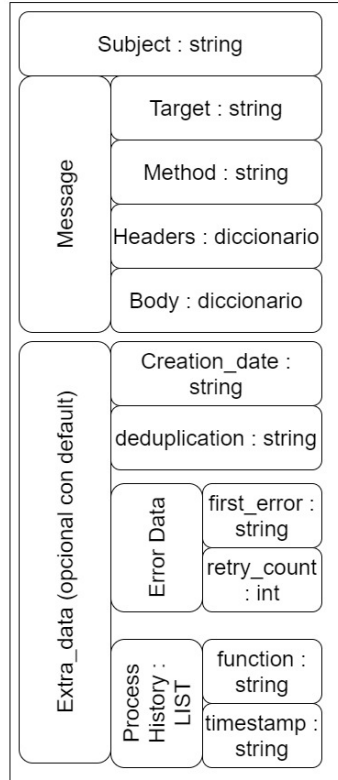 Subject : string
Message
Target : string
Method : string
Headers : diccionario
Body : diccionario
Extra_data (opcional con default)
Creation_date :
string
deduplication : string
Error Data
first_error :
string
retry_count
: int
Process
History :
LIST
function :
string
timestamp :
string